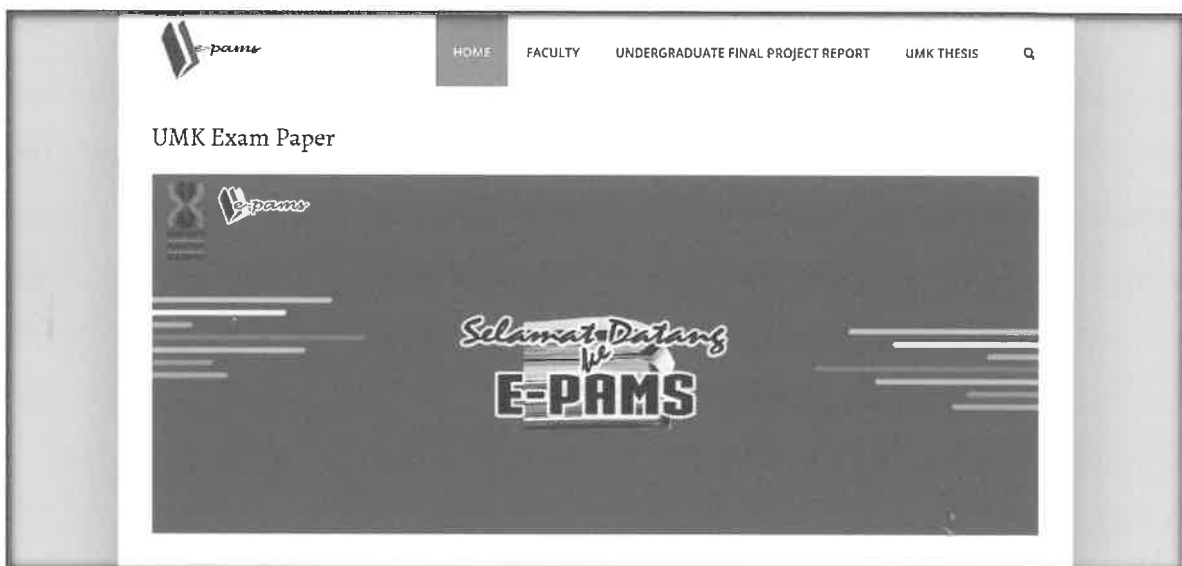 e-pams
HOME FACULTY UNDERGRADUATE FINAL PROJECT REPORT UMK THESIS
UMK Exam Paper
e-pams
Selamat Datang
ke
E-PAMS